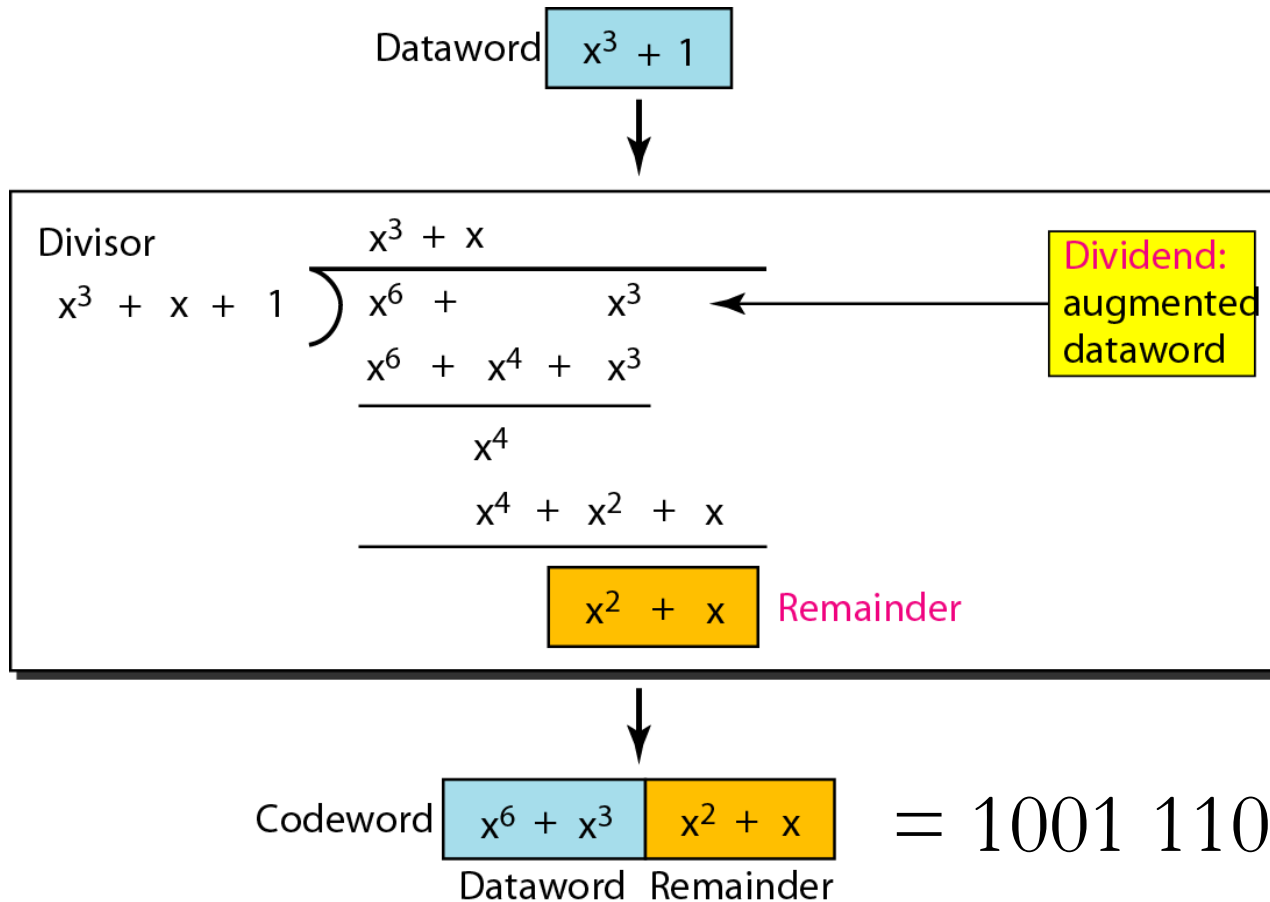 Dataword x³ + 1
Divisor
x³ + x
x³ + x + 1
x⁶ + x³
Dividend:
augmented
dataword
x⁶ + x⁴ + x³
x⁴
x⁴ + x² + x
x² + x Remainder
Codeword x⁶ + x³ x² + x = 1001 110
Dataword Remainder